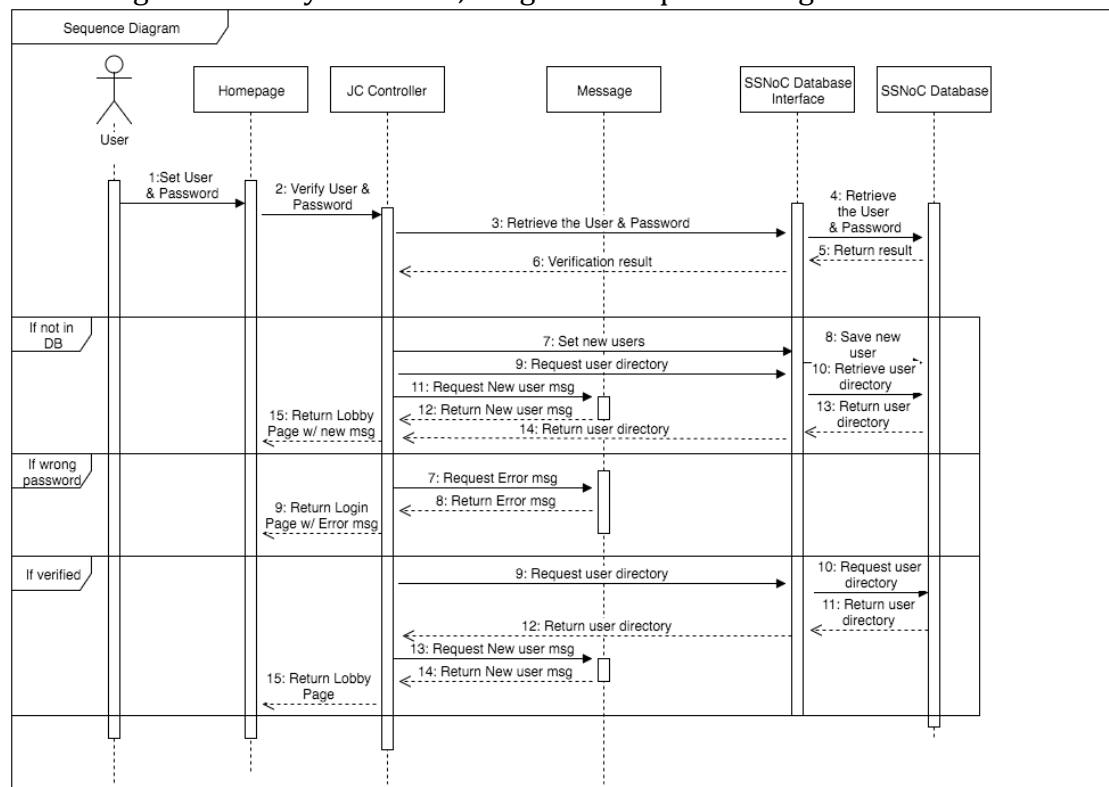 Sequence Diagram
User
Homepage
JC Controller
Message
SSNoC Database
Interface
SSNoC Database
1:Set User
& Password
2: Verify User &
Password
3: Retrieve the User & Password
4: Retrieve
the User
& Password
5: Return result
6: Verification result
If not in
DB
7: Set new users
8: Save new
user
9: Request user directory
10: Retrieve user
directory
11: Request New user msg
12: Return New user msg
13: Return user
directory
14: Return user directory
15: Return Lobby
Page w/ new msg
If wrong
password
7: Request Error msg
8: Return Error msg
9: Return Login
Page w/ Error msg
If verified
9: Request user directory
10: Request user
directory
11: Return user
directory
12: Return user directory
13: Request New user msg
14: Return New user msg
15: Return Lobby
Page